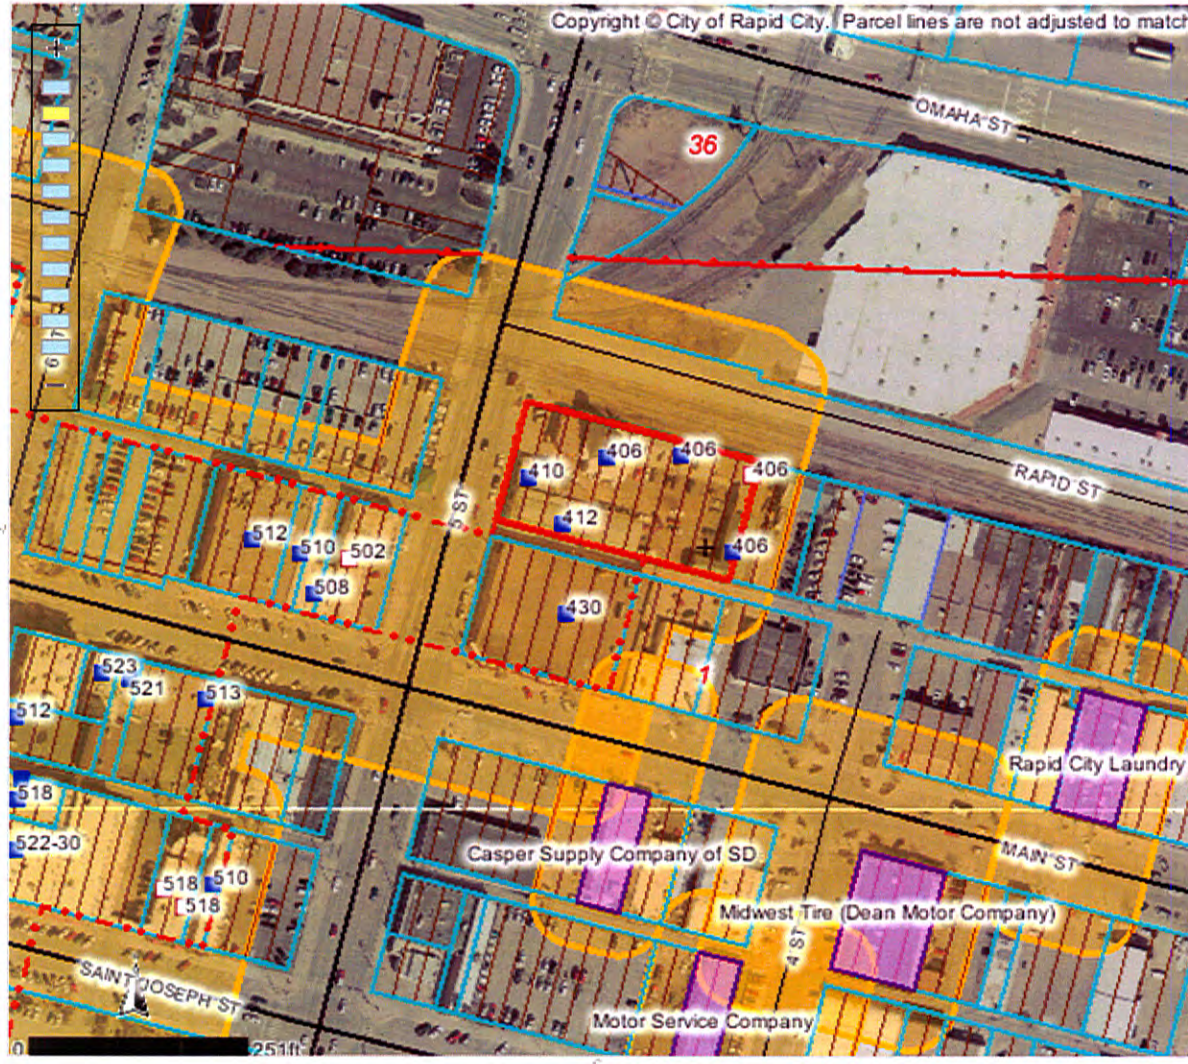 Copyright © City of Rapid City. Parcel lines are not adjusted to match
OMAHA ST
36
6 7
406
406
406
410
RAPID ST
412
5 ST
512
510
502
406
508
430
523
521
513
1
512
Rapid City Laundry
518
522-30
Casper Supply Company of SD
MAIN ST
510
518
518
Midwest Tire (Dean Motor Company)
4 ST
SAINT JOSEPH ST
Motor Service Company
0 251ft